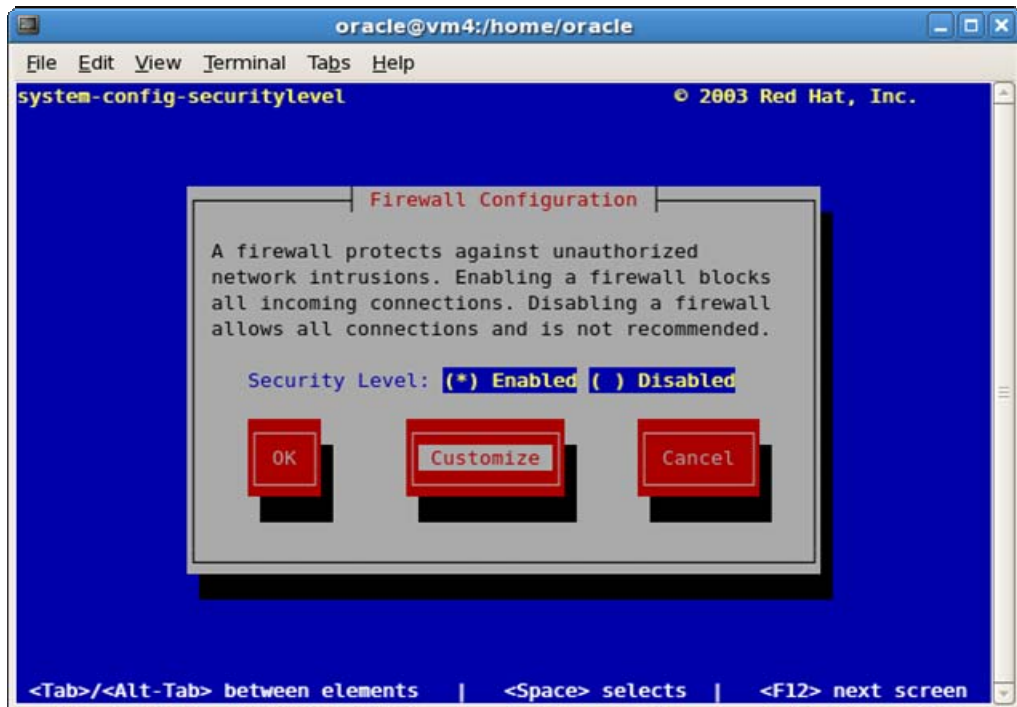 oracle@vm4:/home/oracle
File Edit View Terminal Tabs Help
system-config-securitylevel © 2003 Red Hat, Inc.
Firewall Configuration
A firewall protects against unauthorized
network intrusions. Enabling a firewall blocks
all incoming connections. Disabling a firewall
allows all connections and is not recommended.
Security Level: (*) Enabled ( ) Disabled
OK Customize Cancel
<Tab>/<Alt-Tab> between elements | <Space> selects | <F12> next screen